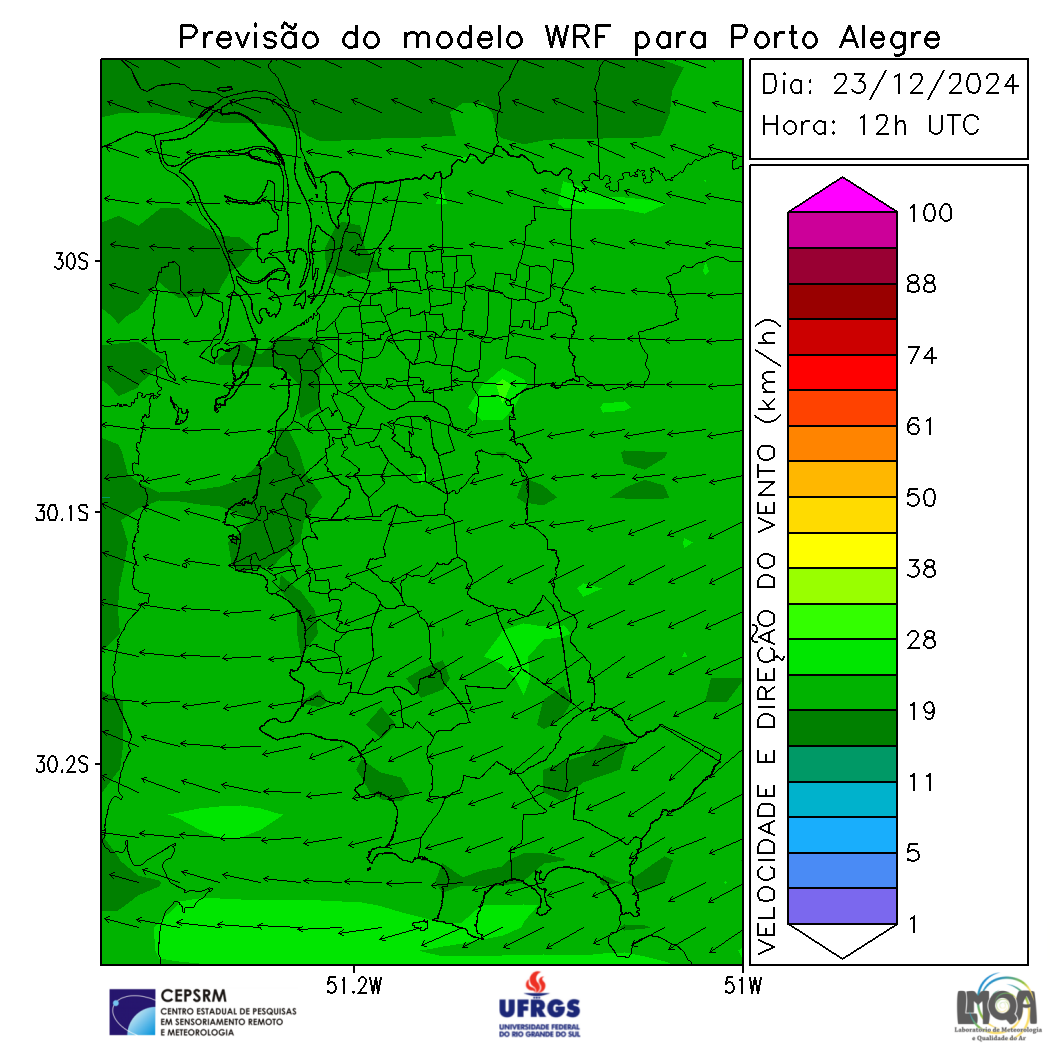 Previsão do modelo WRF para Porto Alegre
Dia: 23/12/2024
Hora: 12h UTC
30S
30.1S
30.2S
51.2W
51W
VELOCIDADE E DIREÇÃO DO VENTO (km/h)
100
88
74
61
50
38
28
19
11
5
1
CEPSRM
CENTRO ESTADUAL DE PESQUISAS
EM SENSORIAMENTO REMOTO
E METEOROLOGIA
UFRGS
UNIVERSIDADE FEDERAL
DO RIO GRANDE DO SUL
LMQA
Laboratório de Meteorologia
e Qualidade do Ar